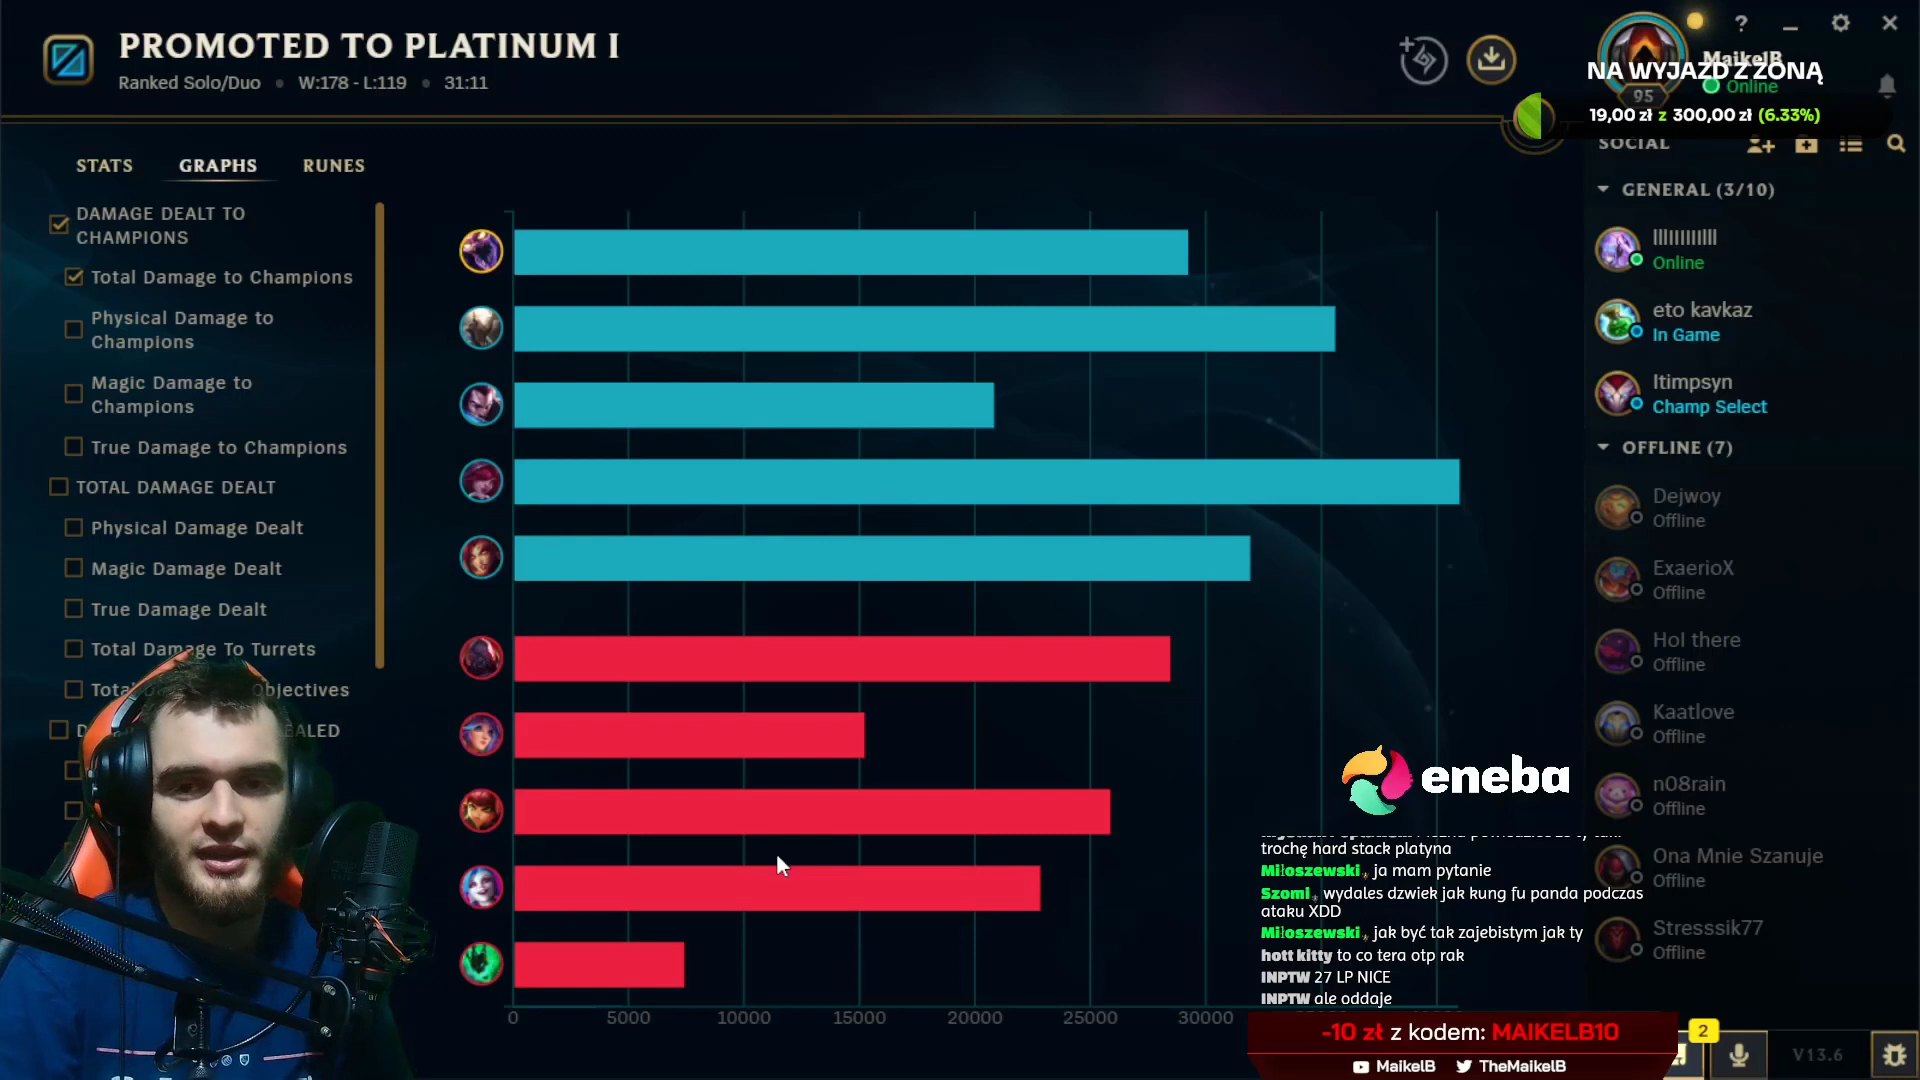 PROMOTED TO PLATINUM I
Ranked Solo/Duo • W:178 - L:119 • 31:11
?
MaikelB
NA WYJAZD Z ŻONĄ
Online
95
19,00 zł z 300,00 zł (6.33%)
STATS
GRAPHS
RUNES
DAMAGE DEALT TO
CHAMPIONS
Total Damage to Champions
Physical Damage to
Champions
Magic Damage to
Champions
True Damage to Champions
TOTAL DAMAGE DEALT
Physical Damage Dealt
Magic Damage Dealt
True Damage Dealt
Total Damage To Turrets
Objectives
0
5000
10000
15000
20000
25000
30000
SOCIAL
GENERAL (3/10)
Online
eto kavkaz
In Game
Champ Select
OFFLINE (7)
Dejwoy
Offline
ExaerioX
Offline
there
Offline
Kaatlove
Offline
n08rain
Offline
Ona Mnie Szanuje
Offline
Stresssik77
Offline
eneba
trochę hard stack platyna
Miłoszewski, ja mam pytanie
Szomi, wydales dzwiek jak kung fu panda podczas
ataku XDD
Miłoszewski, jak być tak zajebistym jak ty
hott kitty to co tera otp rak
INPTW 27 LP NICE
INPTW ale oddaje
-10 zł z kodem: MAIKELB10
MaikelB TheMaikelB
2
V13.6